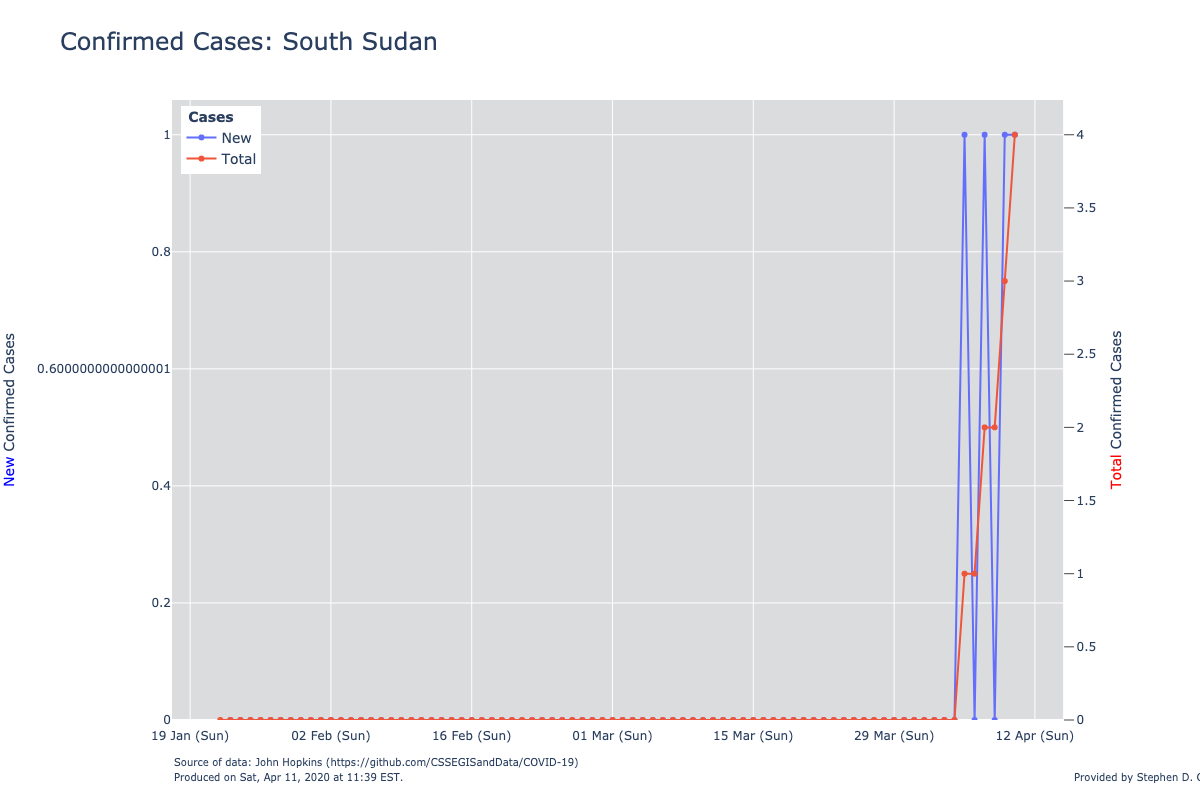 Confirmed Cases: South Sudan
Cases
New
Total
1
0.8
0.6000000000000001
0.4
0.2
0
New Confirmed Cases
4
3.5
3
2.5
2
1.5
1
0.5
0
Total Confirmed Cases
19 Jan (Sun)
02 Feb (Sun)
16 Feb (Sun)
01 Mar (Sun)
15 Mar (Sun)
29 Mar (Sun)
12 Apr (Sun)
Source of data: John Hopkins (https://github.com/CSSEGISandData/COVID-19)
Produced on Sat, Apr 11, 2020 at 11:39 EST.
Provided by Stephen D.